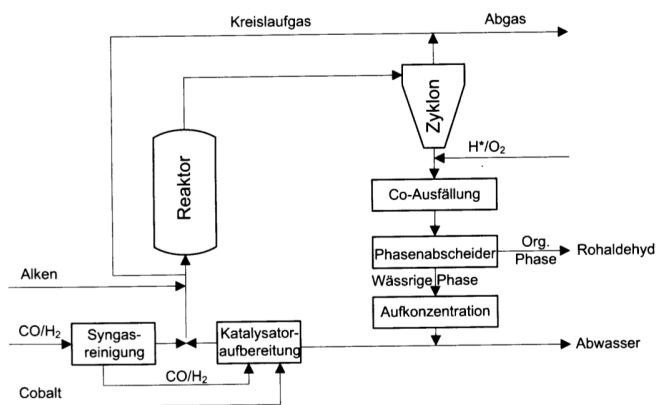 Kreislaufgas
Abgas
Zyklon
Reaktor
H*/O₂
Co-Ausfällung
Phasenabscheider
Org.
Phase
Rohaldehyd
Wässrige Phase
Alken
Aufkonzentration
CO/H₂
Syngas-
reinigung
Katalysator-
aufbereitung
Abwasser
CO/H₂
Cobalt